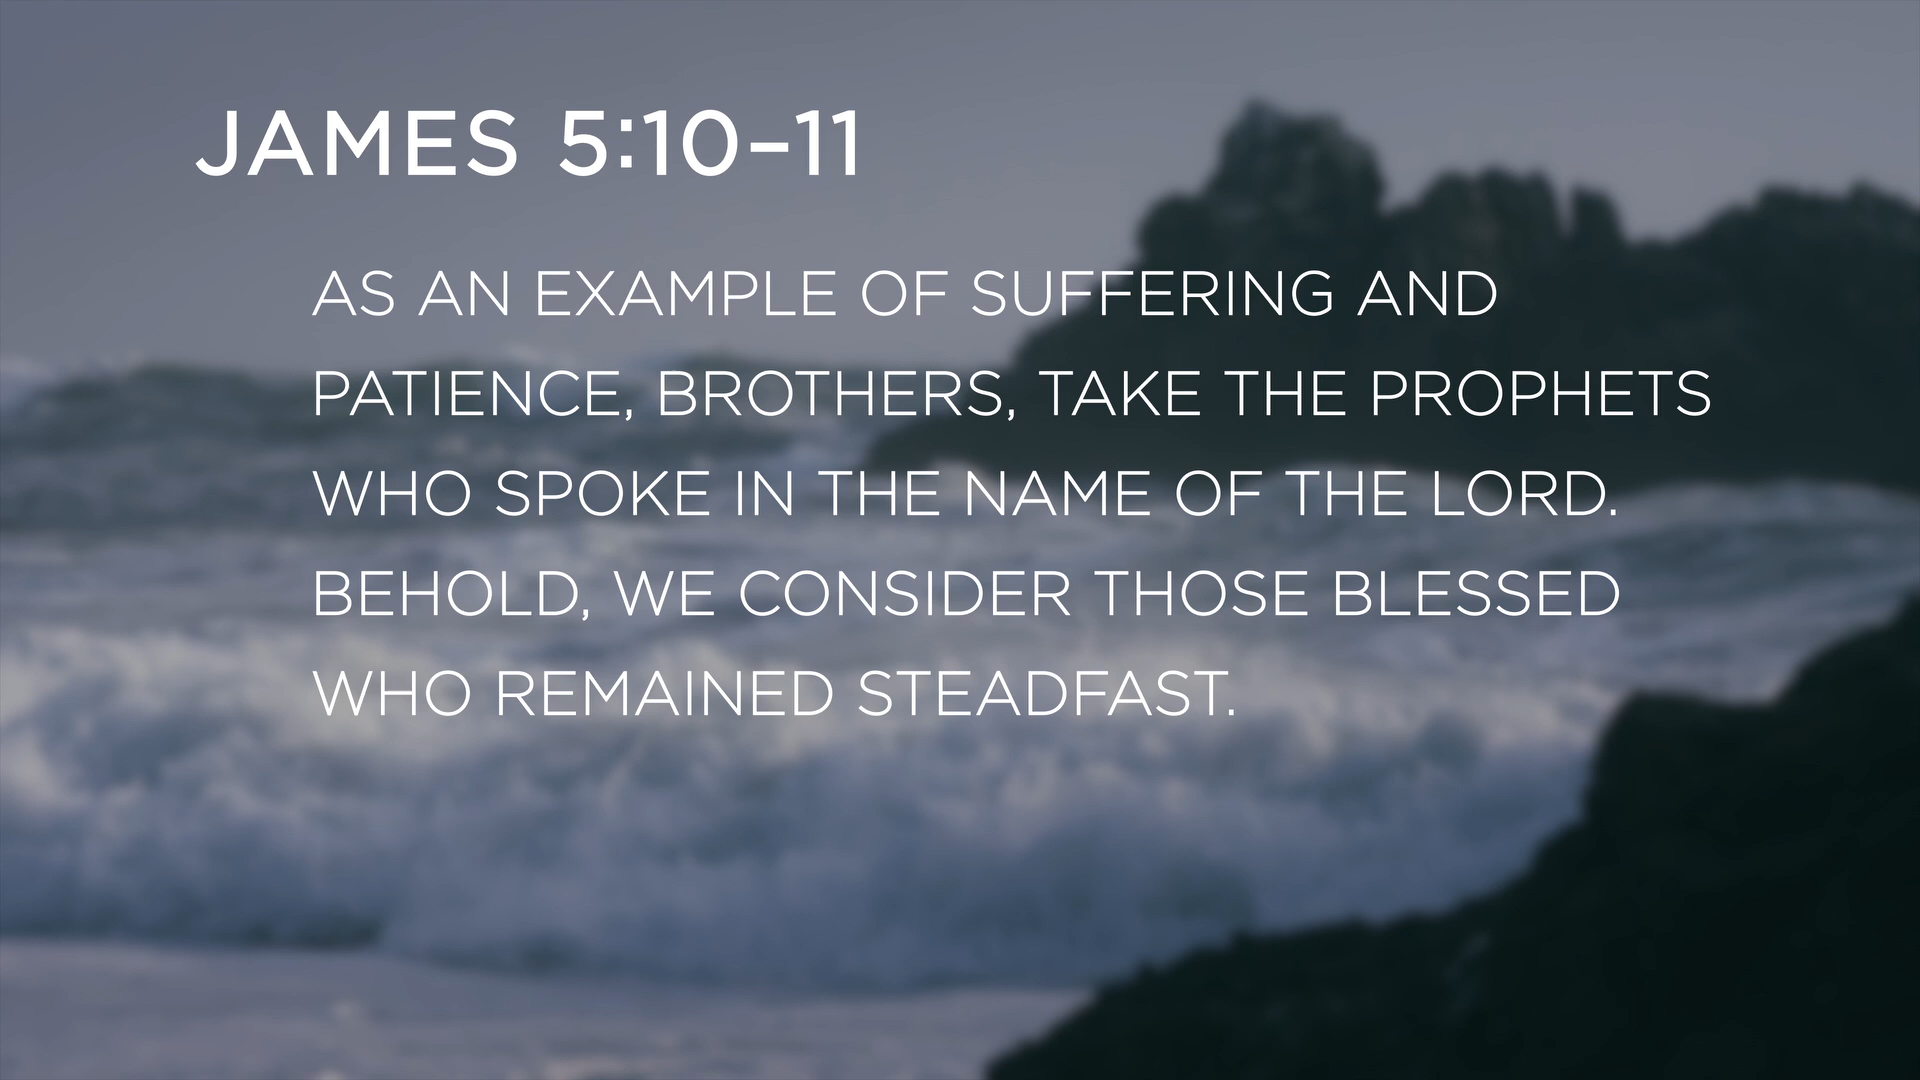 JAMES 5:10–11
AS AN EXAMPLE OF SUFFERING AND
PATIENCE, BROTHERS, TAKE THE PROPHETS
WHO SPOKE IN THE NAME OF THE LORD.
BEHOLD, WE CONSIDER THOSE BLESSED
WHO REMAINED STEADFAST.